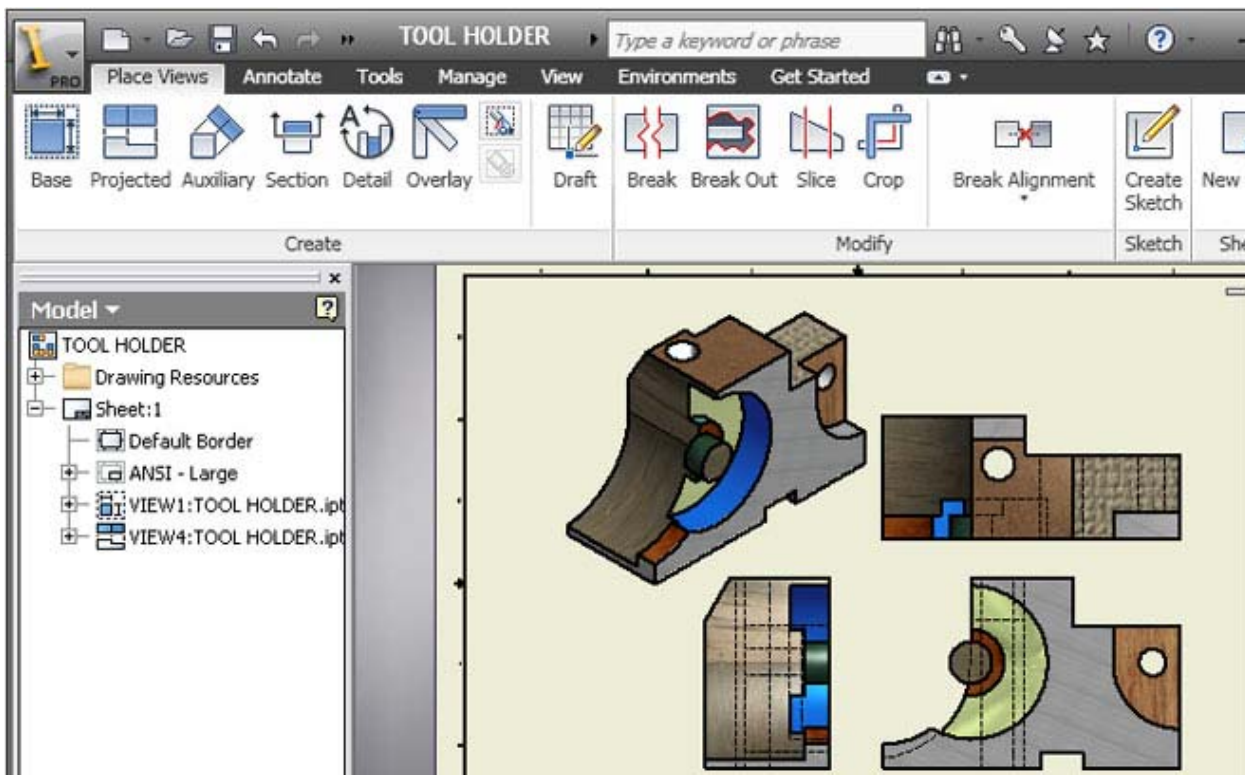 TOOL HOLDER
Type a keyword or phrase
PRO
Place Views Annotate Tools Manage View Environments Get Started
Base Projected Auxiliary Section Detail Overlay Draft Break Break Out Slice Crop Break Alignment Create Sketch New
Create Modify Sketch She
Model
TOOL HOLDER
Drawing Resources
Sheet:1
Default Border
ANSI - Large
VIEW1:TOOL HOLDER.ipt
VIEW4:TOOL HOLDER.ipt